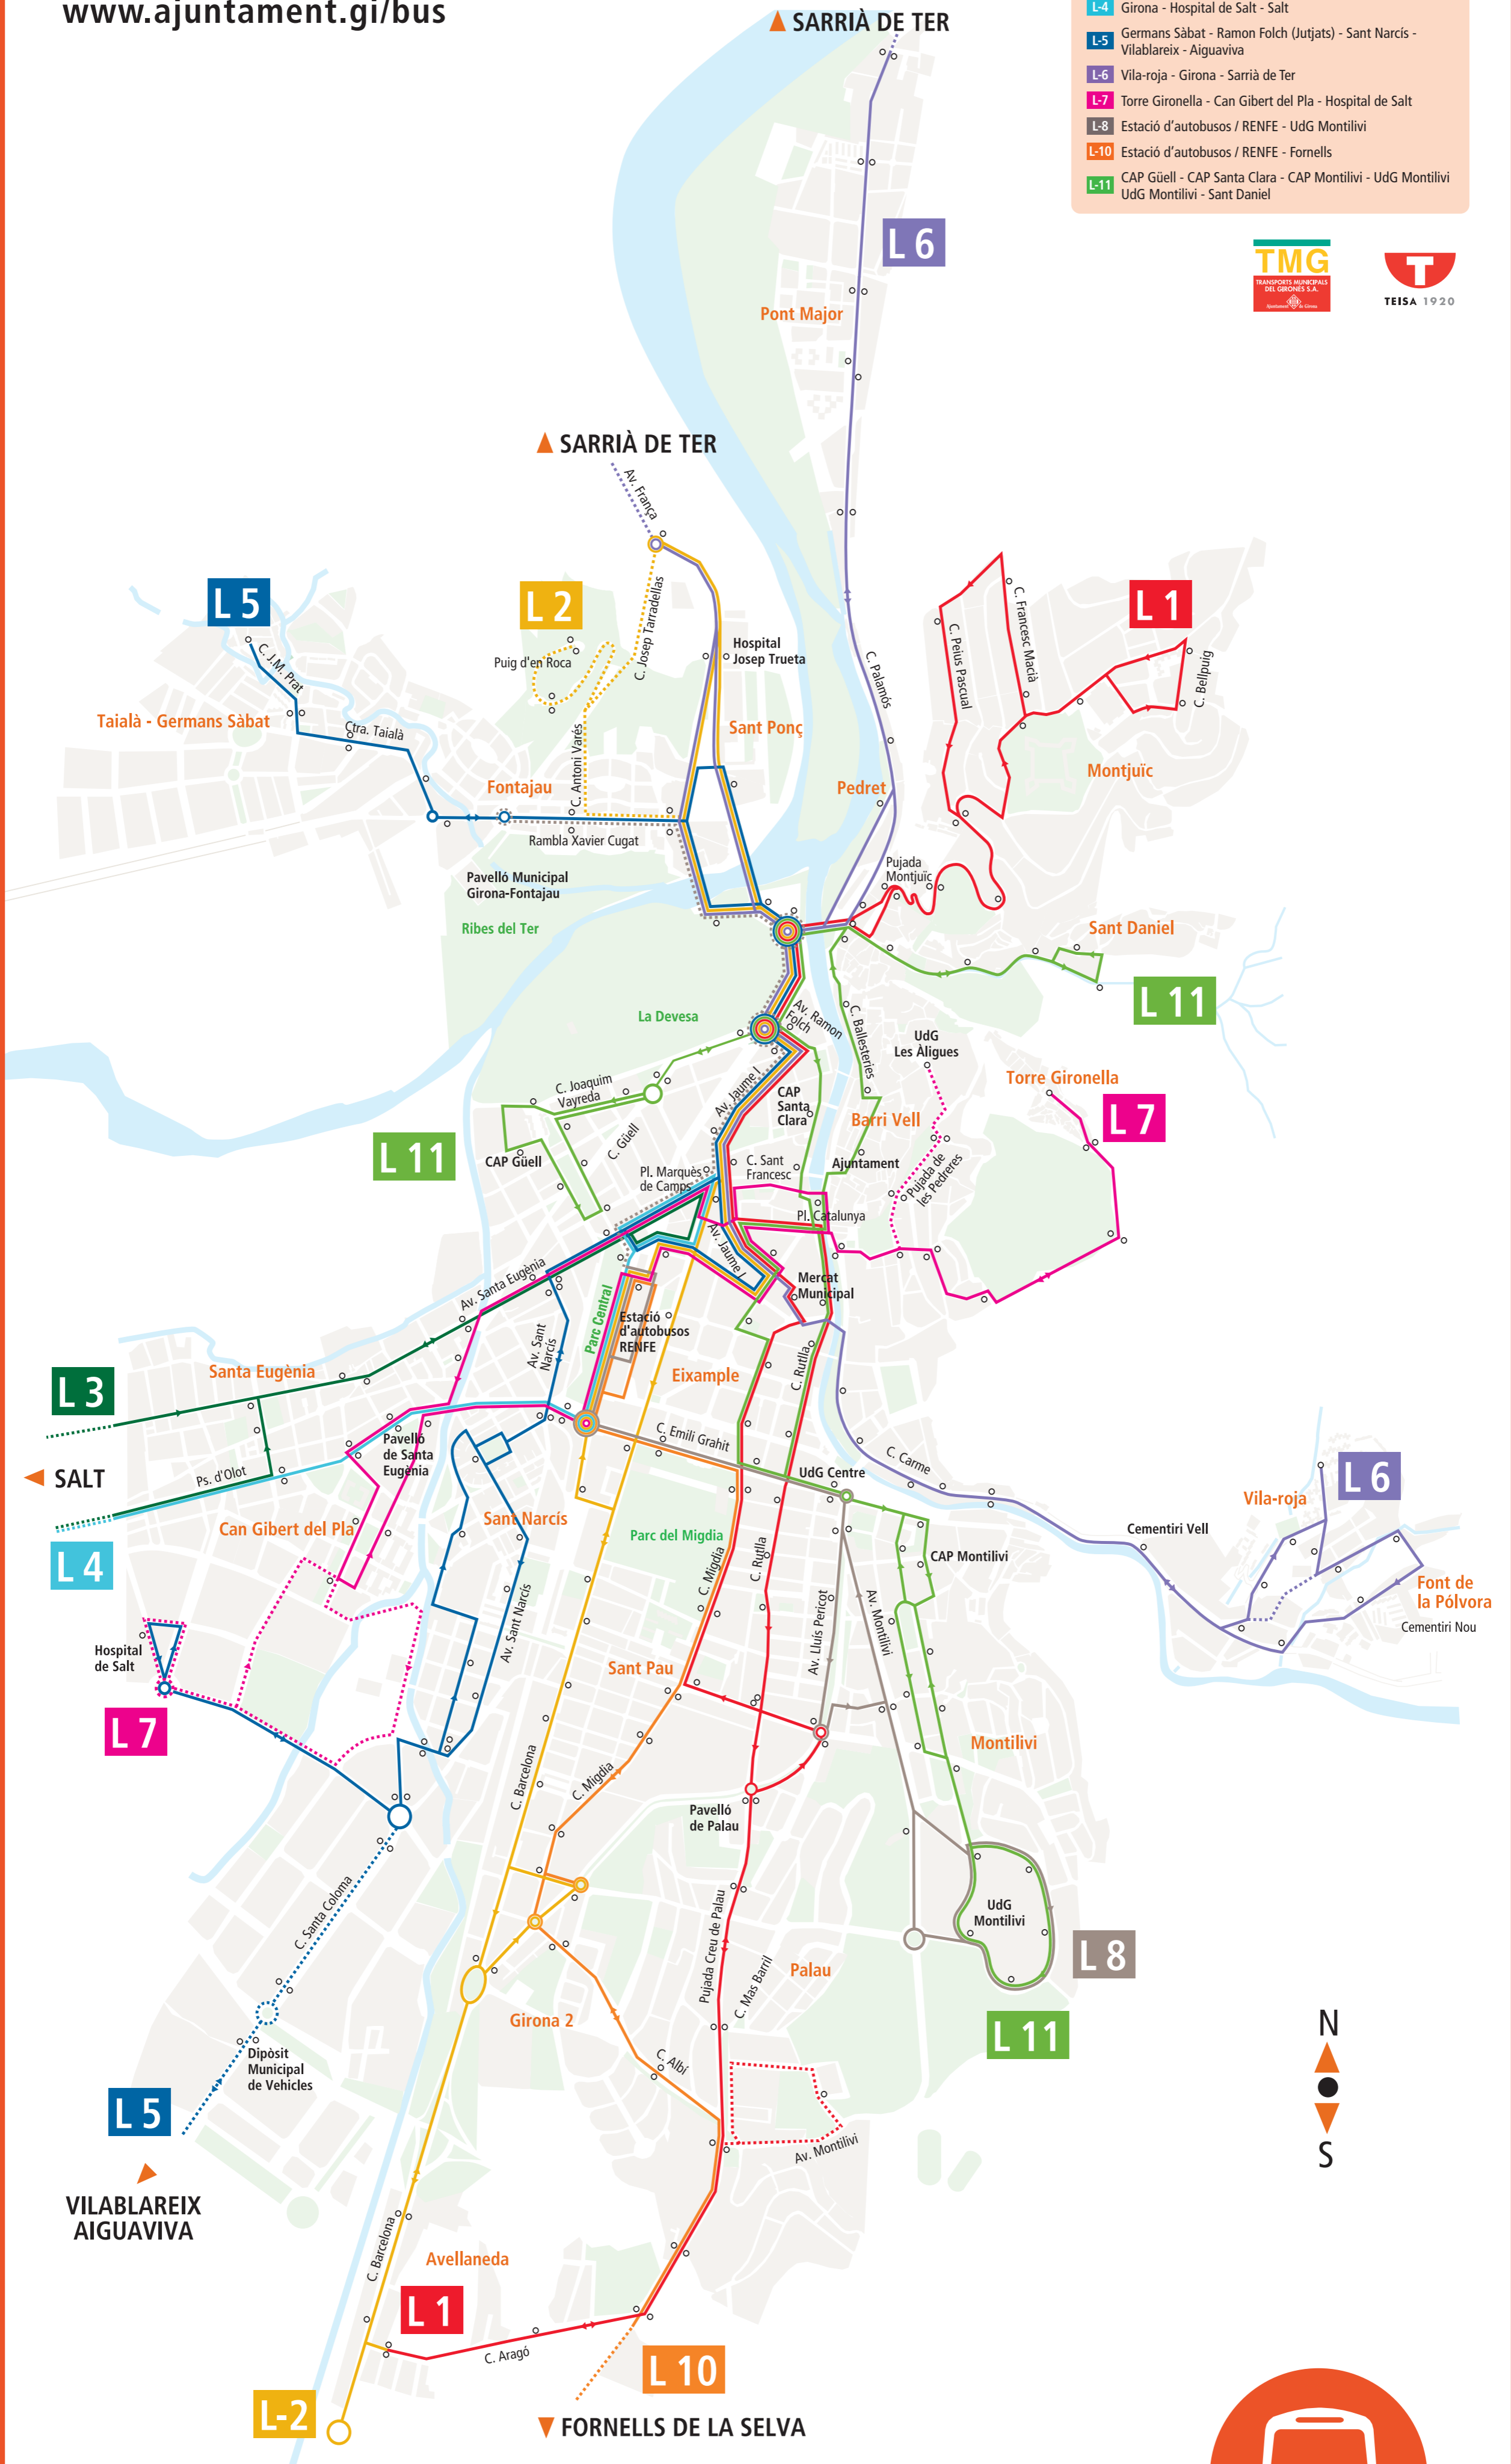 www.ajuntament.gi/bus
SARRIÀ DE TER
L-4 Girona - Hospital de Salt - Salt
L-5 Germans Sàbat - Ramon Folch (Jutjats) - Sant Narcís -
Vilablareix - Aiguaviva
L-6 Vila-roja - Girona - Sarrià de Ter
L-7 Torre Gironella - Can Gibert del Pla - Hospital de Salt
L-8 Estació d'autobusos / RENFE - UdG Montilivi
L-10 Estació d'autobusos / RENFE - Fornells
L-11 CAP Güell - CAP Santa Clara - CAP Montilivi - UdG Montilivi
UdG Montilivi - Sant Daniel
L 6
TMG
TRANSPORTS MUNICIPALS
DEL GIRONÈS S.A.
Ajuntament de Girona
T
TEISA 1920
Pont Major
SARRIÀ DE TER
Av. França
L 5
L 2
C. Josep Tarradellas
Hospital
Josep Trueta
Puig d'en Roca
C. J.M. Prat
C. Palamós
C. Peius Pascual
C. Francesc Macià
L 1
C. Bellpuig
Taialà - Germans Sàbat
Ctra. Taialà
Sant Ponç
C. Antoni Varés
Fontajau
Pedret
Montjuïc
Rambla Xavier Cugat
Pavelló Municipal
Girona-Fontajau
Pujada
Montjuïc
Ribes del Ter
Sant Daniel
L 11
La Devesa
Av. Ramon
Folch
C. Ballesteries
UdG
Les Àligues
Torre Gironella
L 7
C. Joaquim
Vayreda
Av. Jaume I
CAP
Santa
Clara
Barri Vell
L 11
C. Güell
CAP Güell
Pl. Marquès
de Camps
C. Sant
Francesc
Ajuntament
Pujada de
les Pedreres
Pl. Catalunya
Av. Jaume I
Av. Santa Eugènia
Mercat
Municipal
Parc Central
Estació
d'autobusos
RENFE
Av. Sant
Narcís
Santa Eugènia
Eixample
C. Rutlla
L 3
C. Emili Grahit
Pavelló
de Santa
Eugènia
SALT
Ps. d'Olot
UdG Centre
C. Carme
L 6
Vila-roja
Can Gibert del Pla
Sant Narcís
Parc del Migdia
Cementiri Vell
L 4
C. Migdia
C. Rutlla
CAP Montilivi
Font de
la Pólvora
Cementiri Nou
Av. Sant Narcís
Av. Lluís Pericot
Av. Montilivi
Hospital
de Salt
Sant Pau
L 7
Montilivi
C. Barcelona
C. Migdia
Pavelló
de Palau
C. Santa Coloma
UdG
Montilivi
L 8
Pujada Creu de Palau
C. Mas Barril
Palau
Girona 2
L 11
N
S
C. Albí
Dipòsit
Municipal
de Vehicles
L 5
Av. Montilivi
VILABLAREIX
AIGUAVIVA
C. Barcelona
Avellaneda
L 1
C. Aragó
L 10
L-2
FORNELLS DE LA SELVA